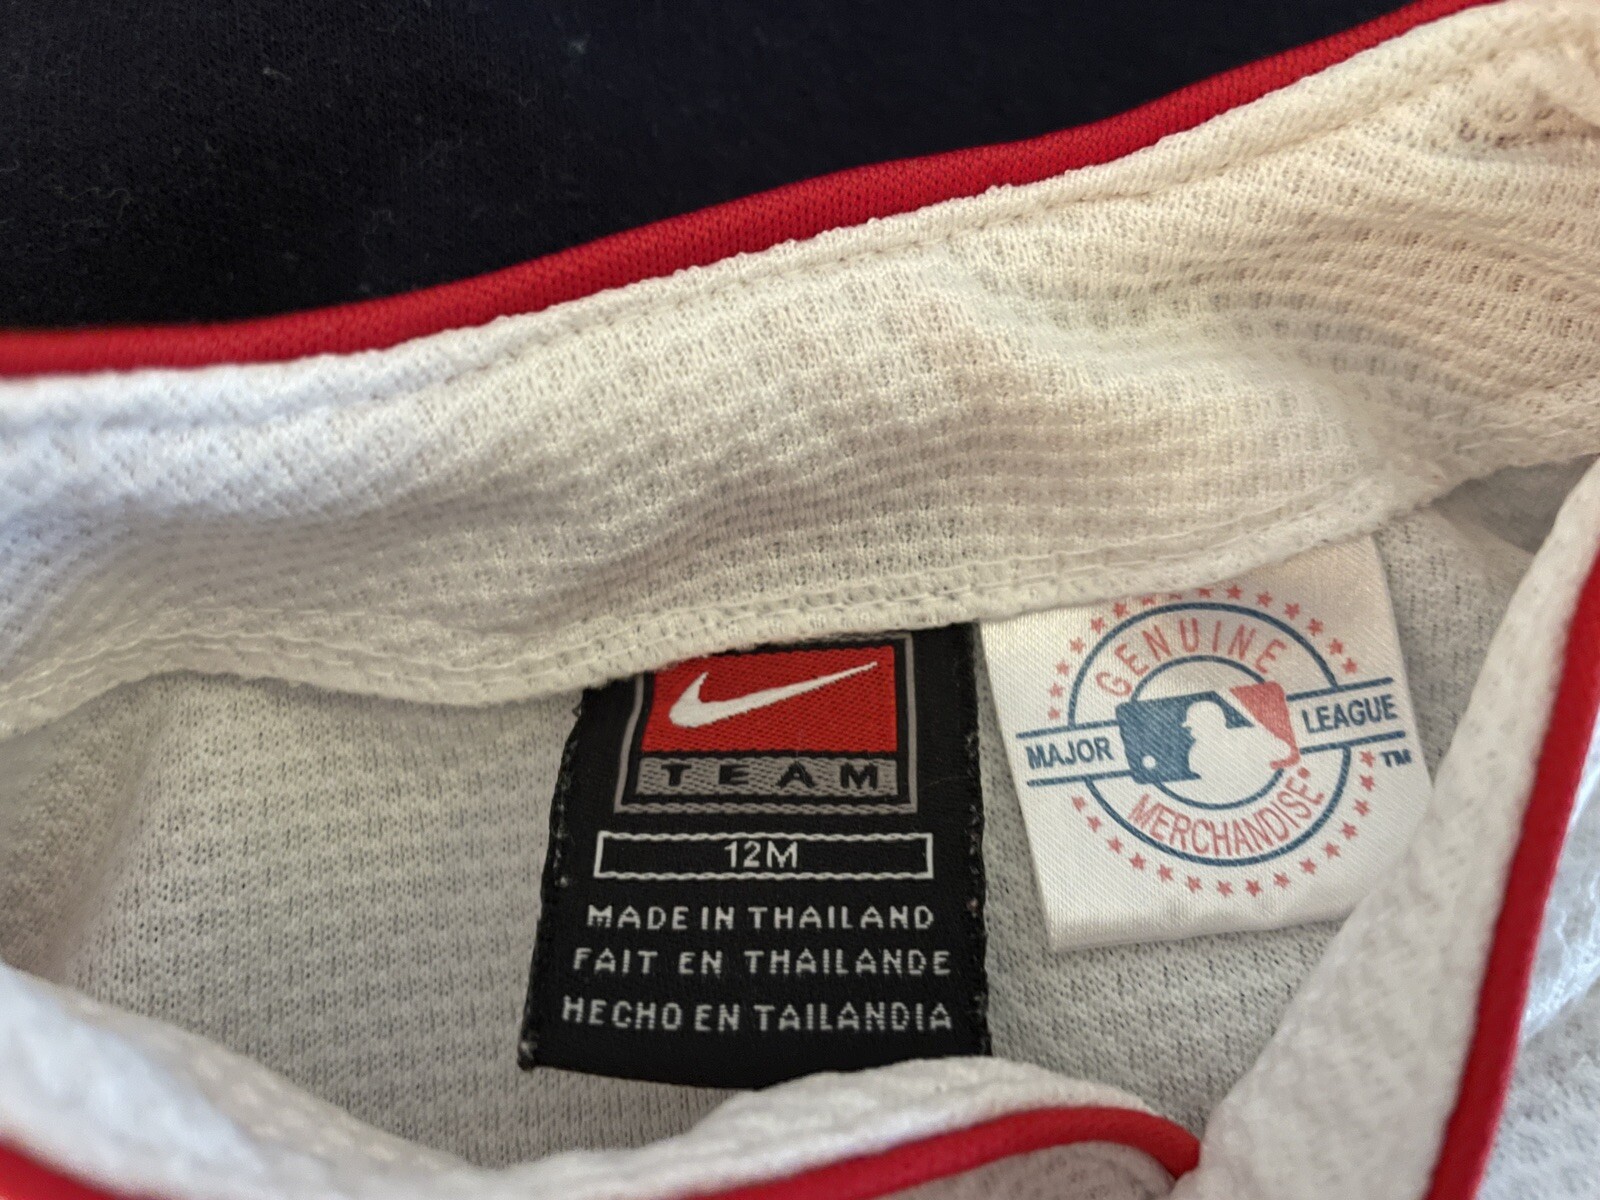 TEAM
12M
MADE IN THAILAND
FAIT EN THAILANDE
HECHO EN TAILANDIA
GENUINE
MAJOR LEAGUE
TM
MERCHANDISE